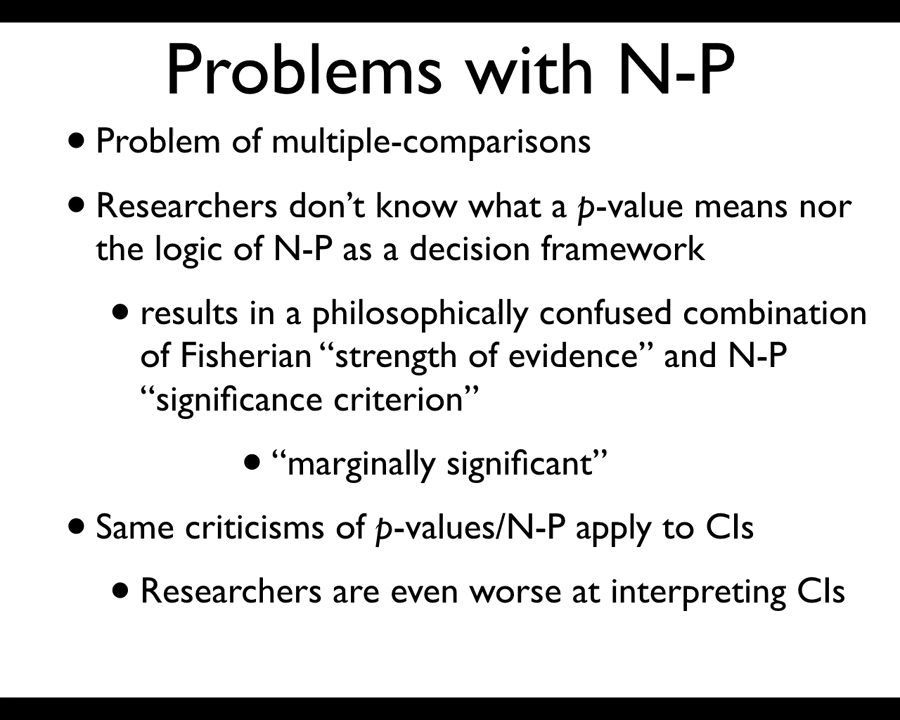 Problems with N-P
• Problem of multiple-comparisons
• Researchers don’t know what a p-value means nor
the logic of N-P as a decision framework
• results in a philosophically confused combination
of Fisherian “strength of evidence” and N-P
“significance criterion”
• “marginally significant”
• Same criticisms of p-values/N-P apply to CIs
• Researchers are even worse at interpreting CIs